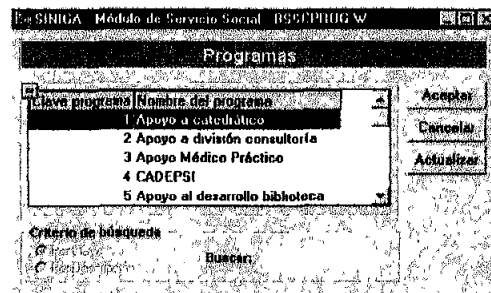 SINIGA - Módulo de Servicio Social - BSSEPROG.W
Programas
Clave programa Nombre del programa
1 Apoyo a catedrático
2 Apoyo a división consultoría
3 Apoyo Médico Práctico
4 CADEPSI
5 Apoyo al desarrollo biblioteca
Aceptar
Cancelar
Actualizar
Criterio de búsqueda
Buscar: